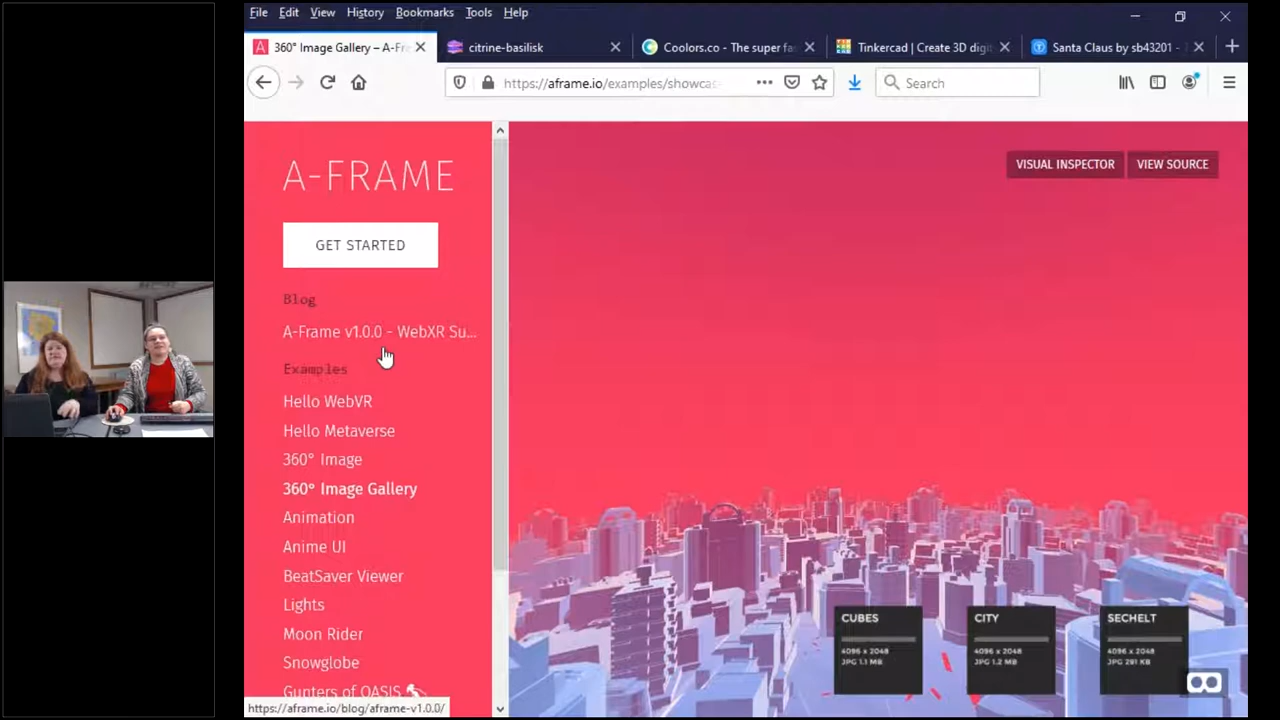 File Edit View History Bookmarks Tools Help
360° Image Gallery – A-Fra
citrine-basilisk
Coolors.co - The super fas
Tinkercad | Create 3D digit
Santa Claus by sb43201 -
https://aframe.io/examples/showcas
Search
A-FRAME
GET STARTED
Blog
A-Frame v1.0.0 - WebXR Su...
Examples
Hello WebVR
Hello Metaverse
360° Image
360° Image Gallery
Animation
Anime UI
BeatSaver Viewer
Lights
Moon Rider
Snowglobe
Gunters of OASIS
https://aframe.io/blog/aframe-v1.0.0/
VISUAL INSPECTOR
VIEW SOURCE
CUBES
4096 x 2048
JPG 1.1 MB
CITY
4096 x 2048
JPG 1.2 MB
SECHELT
4096 x 2048
JPG 291 KB